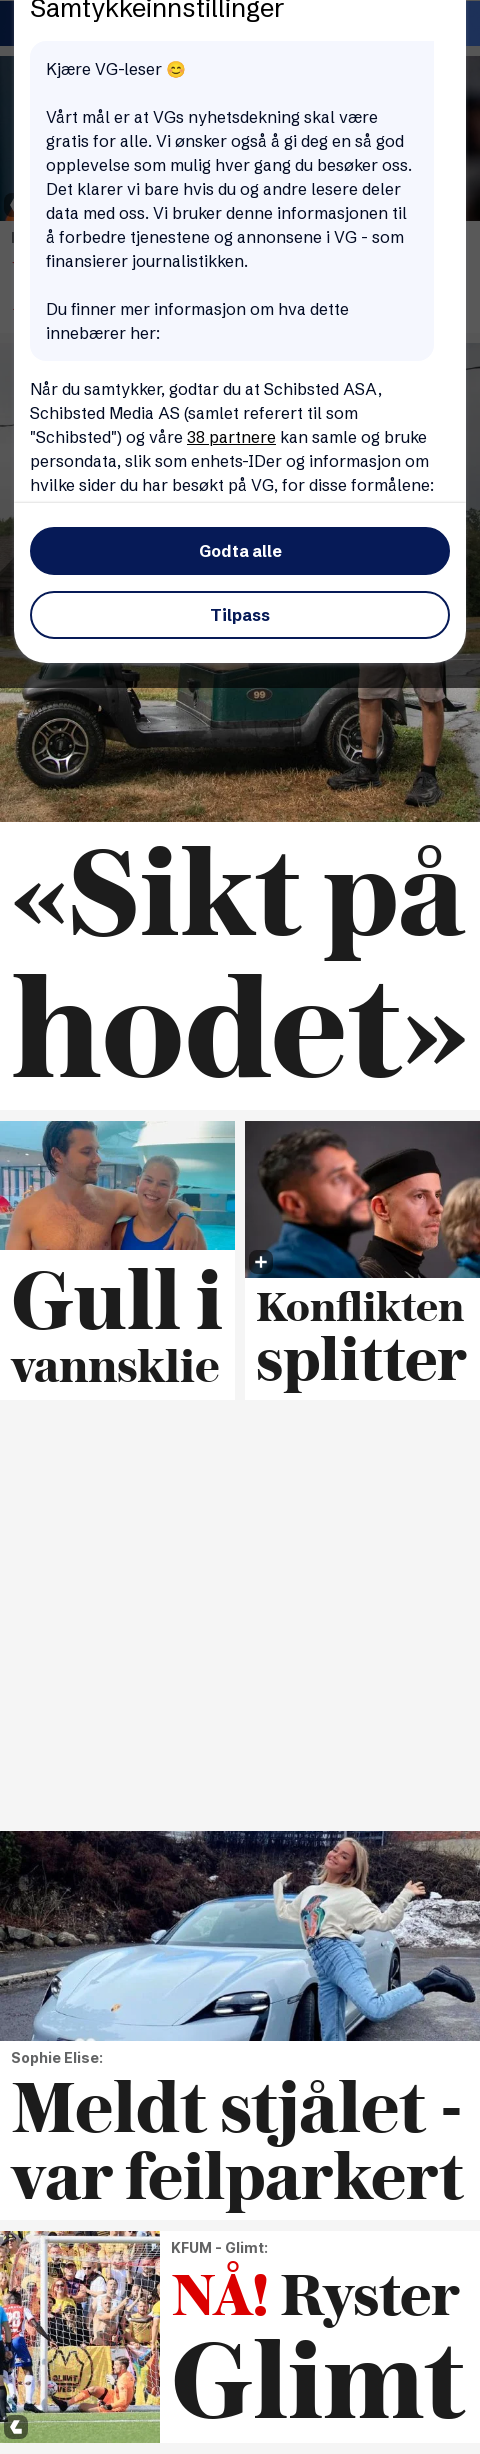 Samtykkeinnstillinger
Kjære VG-leser 😊
Vårt mål er at VGs nyhetsdekning skal være
gratis for alle. Vi ønsker også å gi deg en så god
opplevelse som mulig hver gang du besøker oss.
Det klarer vi bare hvis du og andre lesere deler
data med oss. Vi bruker denne informasjonen til
å forbedre tjenestene og annonsene i VG - som
finansierer journalistikken.
Du finner mer informasjon om hva dette
innebærer her:
Når du samtykker, godtar du at Schibsted ASA,
Schibsted Media AS (samlet referert til som
"Schibsted") og våre 38 partnere kan samle og bruke
persondata, slik som enhets-IDer og informasjon om
hvilke sider du har besøkt på VG, for disse formålene:
Godta alle
Tilpass
99
«Sikt på
hodet»
Gull i
vannsklie
Konflikten
splitter
Sophie Elise:
Meldt stjålet -
var feilparkert
KFUM - Glimt:
NÅ! Ryster
Glimt